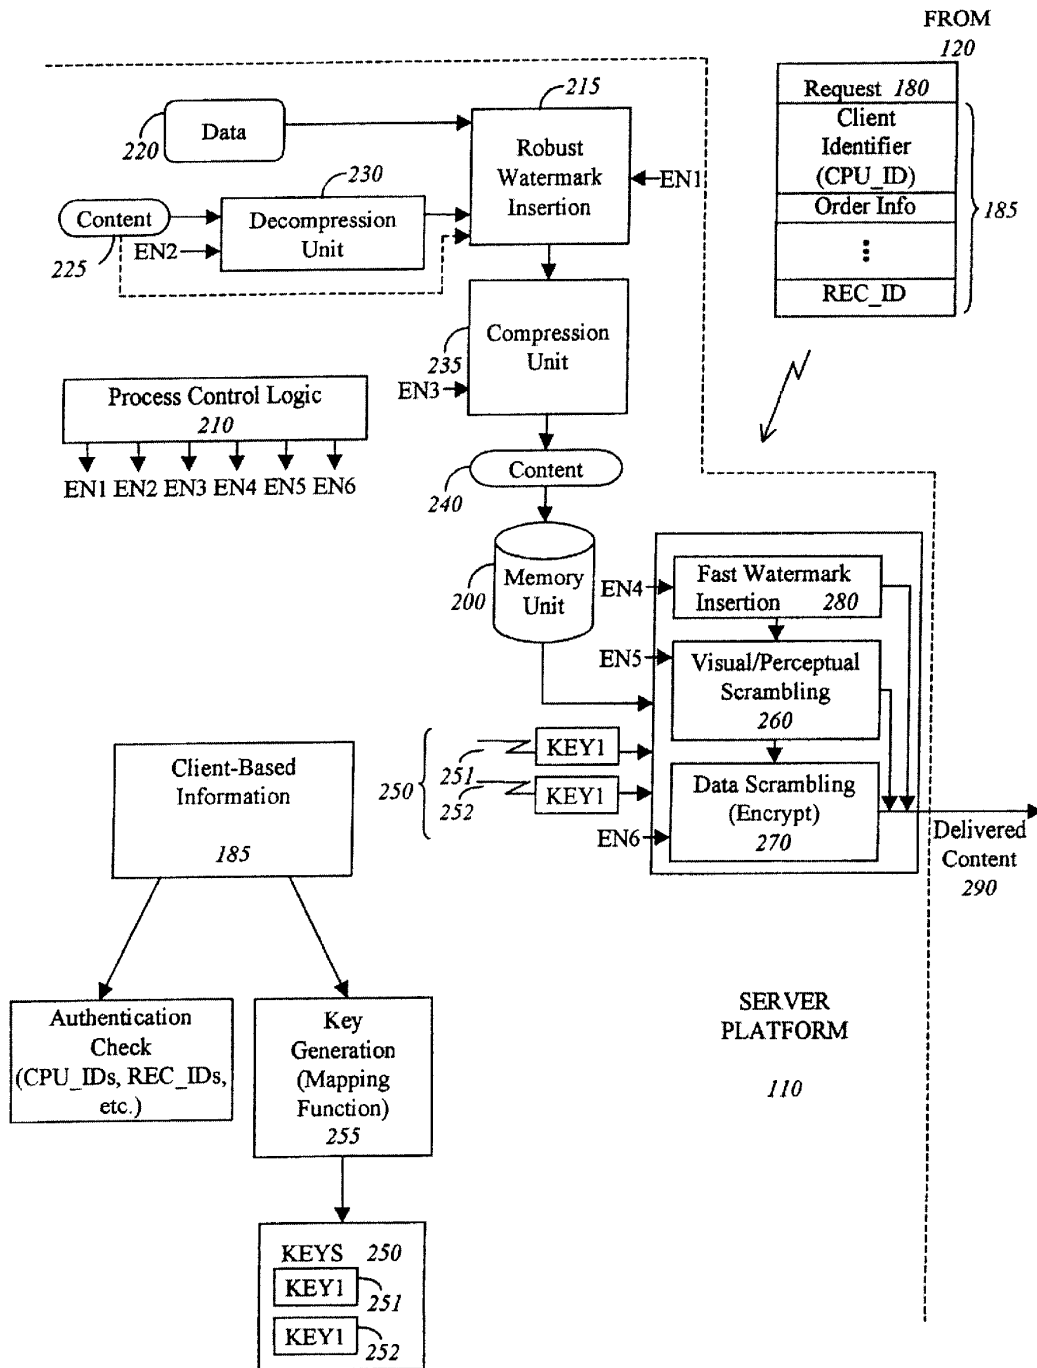 FROM
120
Request 180
Client
Identifier
(CPU_ID)
Order Info
REC_ID
185
215
Data
220
Robust
Watermark
Insertion
EN1
230
Content
225
EN2
Decompression
Unit
Compression
Unit
235
EN3
Process Control Logic
210
EN1 EN2 EN3 EN4 EN5 EN6
Content
240
Memory
Unit
200
EN4
Fast Watermark
Insertion 280
EN5
Visual/Perceptual
Scrambling
260
250
251
KEY1
252
KEY1
Data Scrambling
(Encrypt)
270
EN6
Delivered
Content
290
Client-Based
Information
185
Authentication
Check
(CPU_IDs, REC_IDs,
etc.)
Key
Generation
(Mapping
Function)
255
SERVER
PLATFORM
110
KEYS 250
KEY1
251
KEY1
252